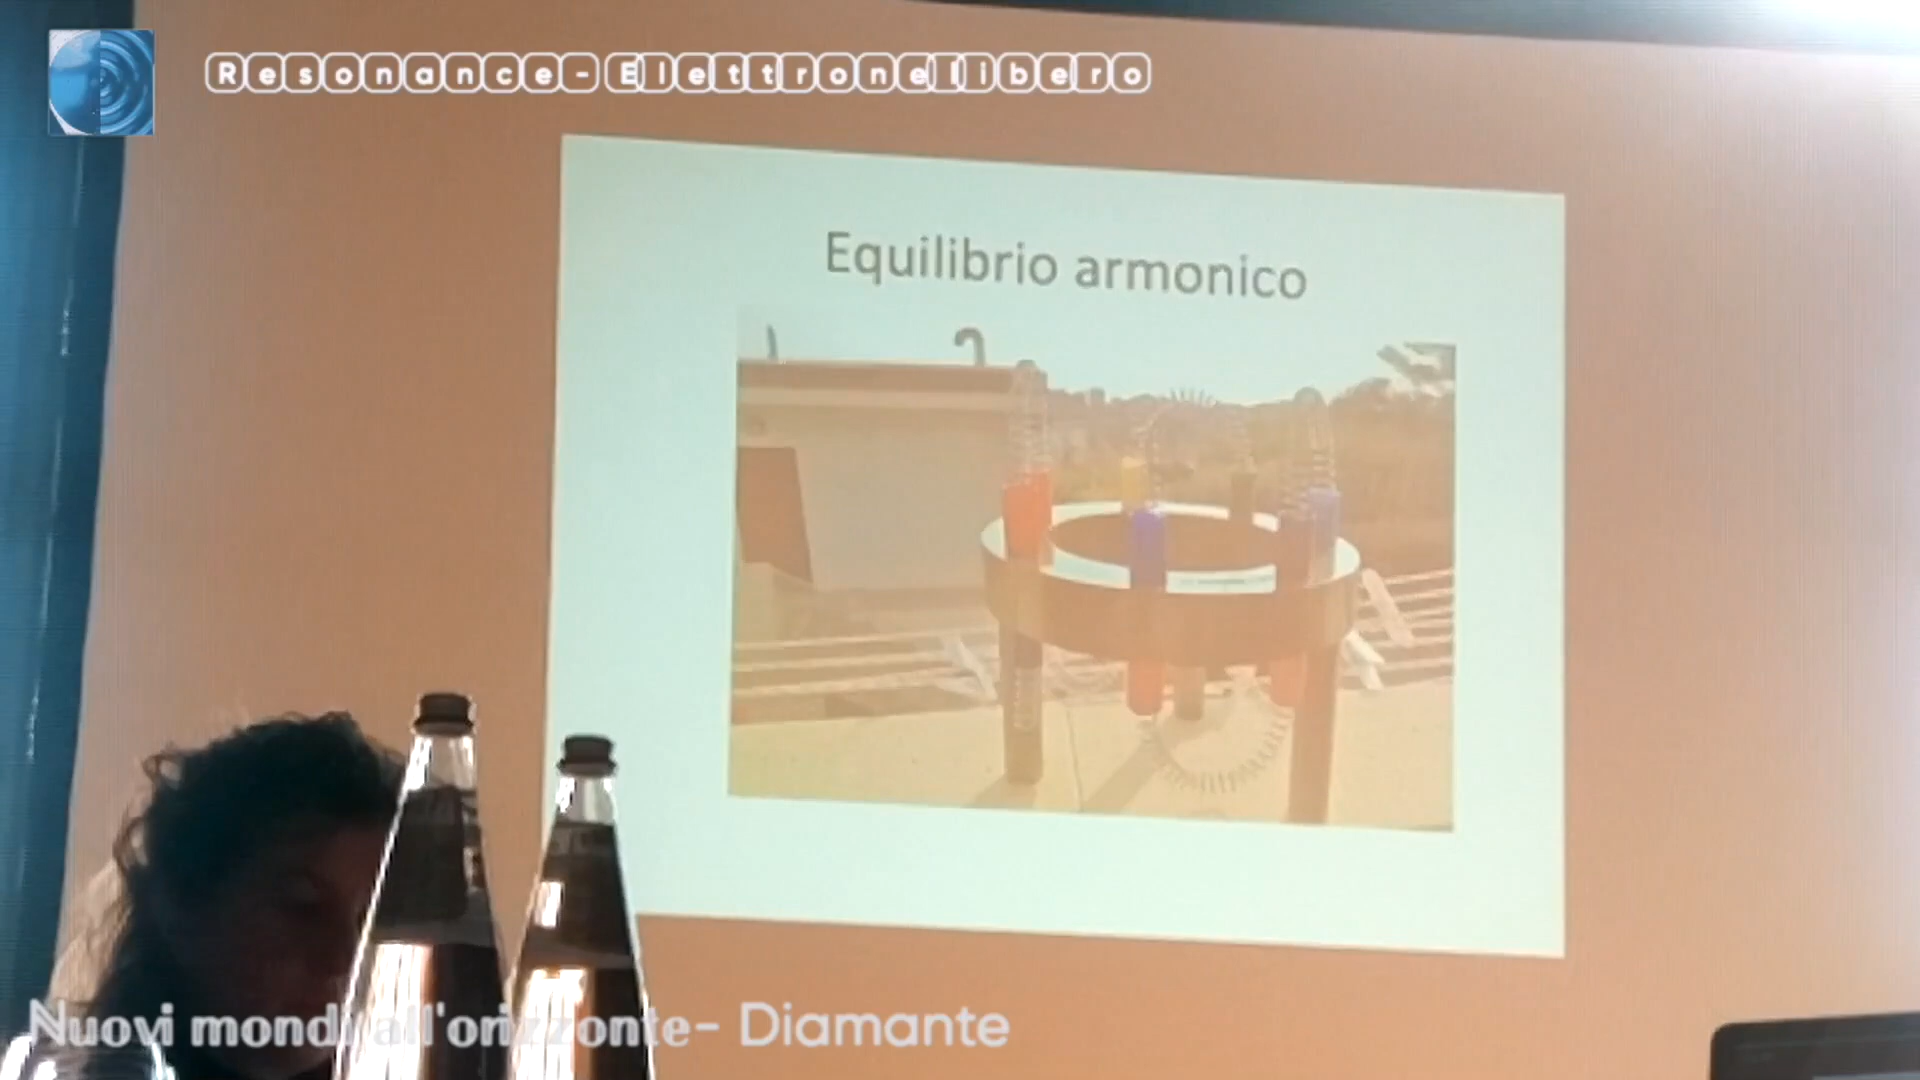 Resonance-Elettronelibero
Equilibrio armonico
Nuovi mondi all'orizzonte- Diamante